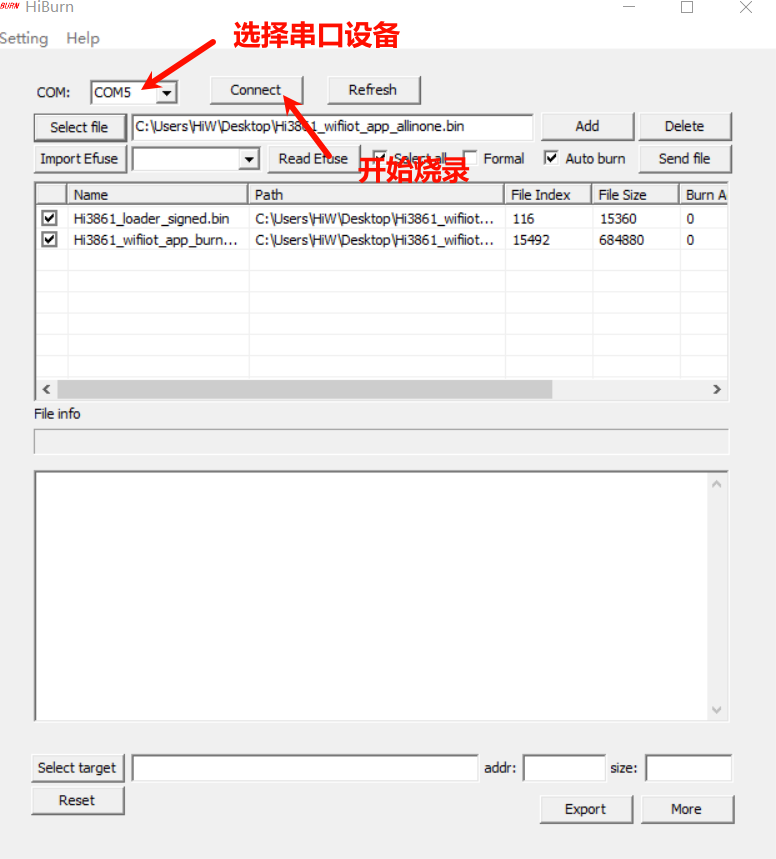 BURN HiBurn
Setting Help
选择串口设备
COM: COM5 Connect Refresh
Select file C:\Users\HiW\Desktop\Hi3861_wifiiot_app_allinone.bin Add Delete
Import Efuse Read Efuse Select all Formal Auto burn Send file
开始烧录
Name Path File Index File Size Burn A
Hi3861_loader_signed.bin C:\Users\HiW\Desktop\Hi3861_wifiiot... 116 15360 0
Hi3861_wifiiot_app_burn... C:\Users\HiW\Desktop\Hi3861_wifiiot... 15492 684880 0
File info
Select target addr: size:
Reset
Export More